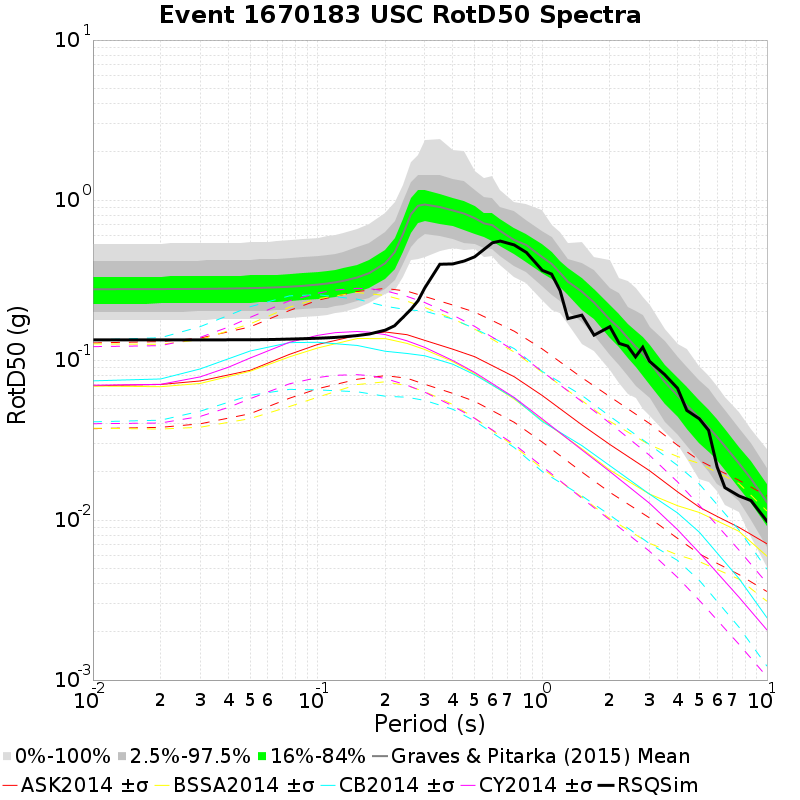 Event 1670183 USC RotD50 Spectra
10^1
10^0
10^-1
10^-2
10^-3
RotD50 (g)
10^-2 2 3 4 5 6 10^-1 2 3 4 5 6 7 10^0 2 3 4 5 6 7 10^1
Period (s)
0%-100% 2.5%-97.5% 16%-84% Graves & Pitarka (2015) Mean
ASK2014 ±σ BSSA2014 ±σ CB2014 ±σ CY2014 ±σ RSQSim